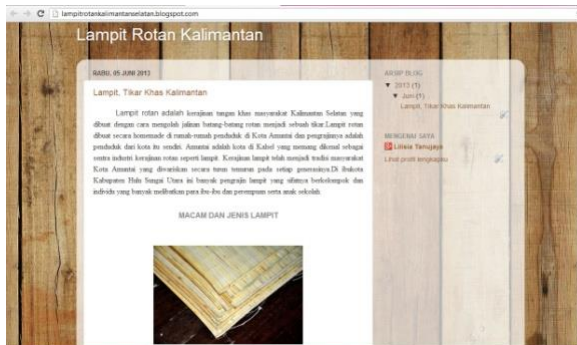 lampitrotankalimantanselatan.blogspot.com
Lampit Rotan Kalimantan
RABU, 05 JUNI 2013
Lampit, Tikar Khas Kalimantan
Lampit rotan adalah kerajinan tangan khas masyarakat Kalimantan Selatan yang
dibuat dengan cara mengolah jalinan batang-batang rotan menjadi sebuah tikar.Lampit rotan
dibuat secara homemade di rumah-rumah penduduk di Kota Amuntai dan pengrajinnya adalah
penduduk dari kota itu sendiri. Amuntai adalah kota di Kalsel yang memang dikenal sebagai
sentra industri kerajinan rotan seperti lampit. Kerajinan lampit telah menjadi tradisi masyarakat
Kota Amuntai yang diwariskan secara turun temurun pada setiap generasinya.Di ibukota
Kabupaten Hulu Sungai Utara ini banyak pengrajin lampit yang sifatnya berkelompok dan
individu yang banyak melibatkan para ibu-ibu dan perempuan serta anak sekolah.
MACAM DAN JENIS LAMPIT
ARSIP BLOG
▼ 2013 (1)
▼ Juni (1)
Lampit, Tikar Khas Kalimantan
MENGENAI SAYA
Lihat profil lengkapku